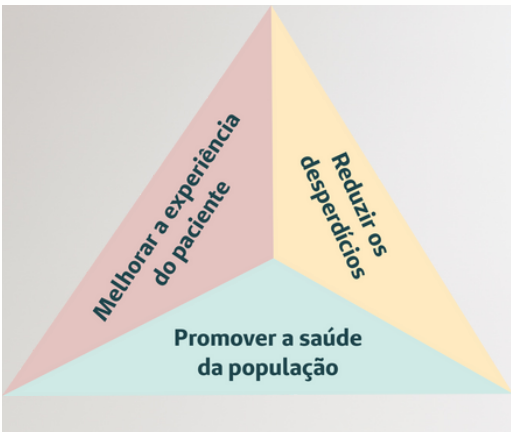 Melhorar a experiência
do paciente
Reduzir os
desperdícios
Promover a saúde
da população